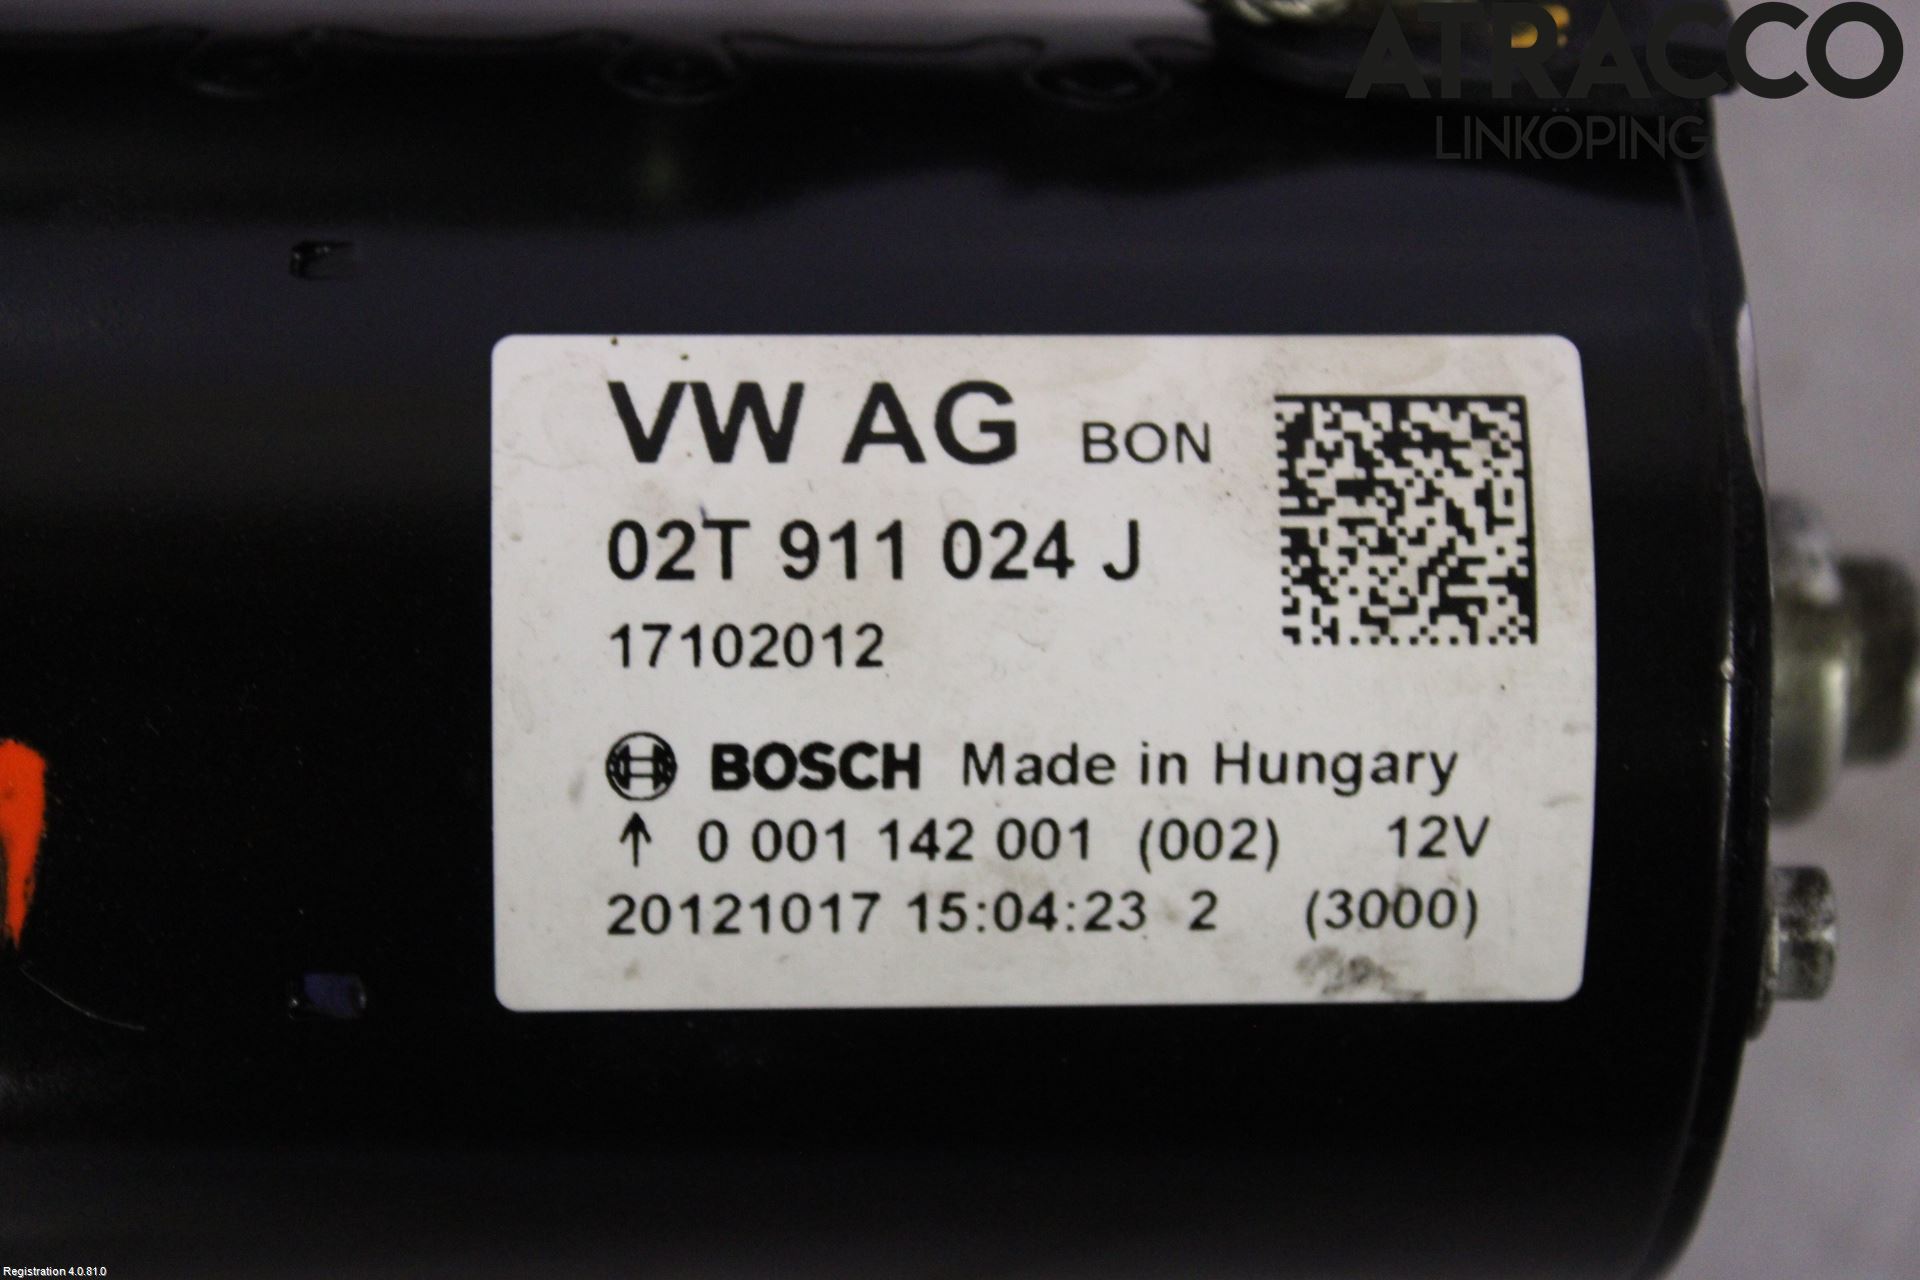 ATRACCO
LINKÖPING
VW AG BON
02T 911 024 J
17102012
BOSCH Made in Hungary
↑ 0 001 142 001 (002) 12V
20121017 15:04:23 2 (3000)
Registration 4.0.81.0